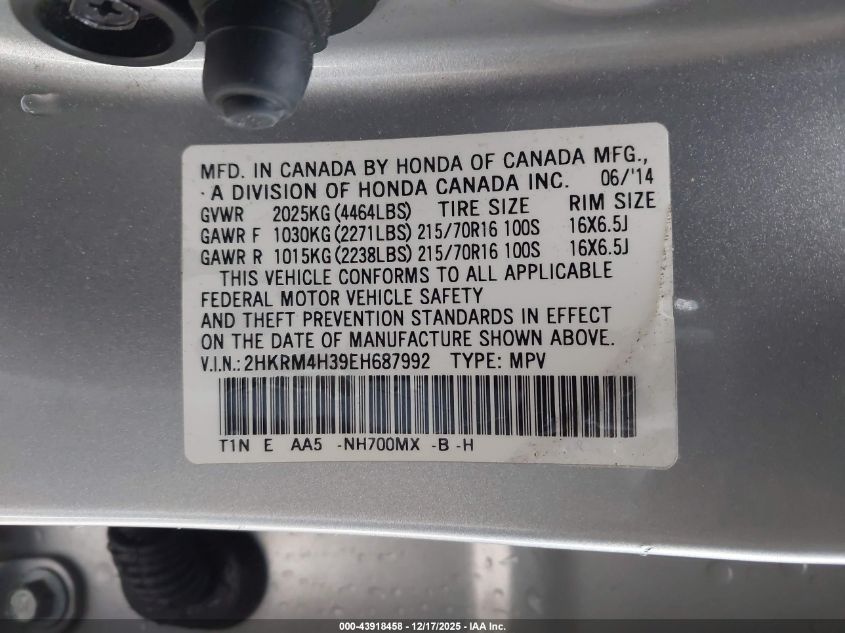 MFD. IN CANADA BY HONDA OF CANADA MFG.,
·A DIVISION OF HONDA CANADA INC. 06/'14
GVWR 2025KG (4464LBS) TIRE SIZE RIM SIZE
GAWR F 1030KG (2271LBS) 215/70R16 100S 16X6.5J
GAWR R 1015KG (2238LBS) 215/70R16 100S 16X6.5J
THIS VEHICLE CONFORMS TO ALL APPLICABLE
FEDERAL MOTOR VEHICLE SAFETY
AND THEFT PREVENTION STANDARDS IN EFFECT
ON THE DATE OF MANUFACTURE SHOWN ABOVE.
V.I.N.: 2HKRM4H39EH687992 TYPE: MPV
T1N E AA5 -NH700MX -B -H
000-43918458 - 12/17/2025 - IAA Inc.